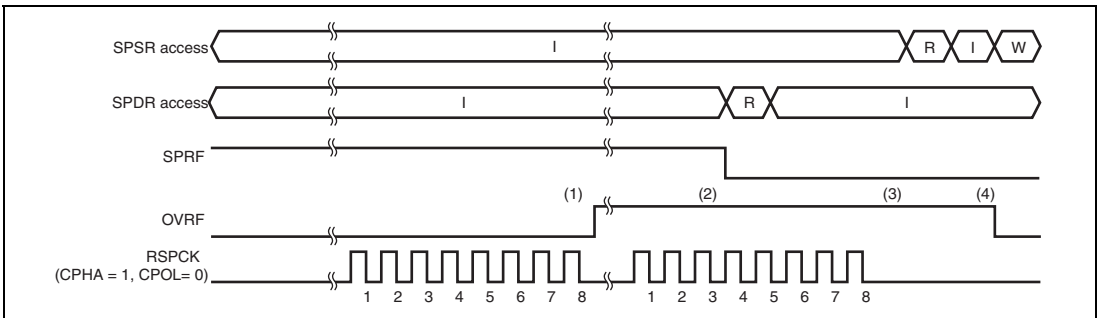 SPSR access
I
R
I
W
SPDR access
I
R
I
SPRF
(1)
(2)
(3)
(4)
OVRF
RSPCK
(CPHA = 1, CPOL= 0)
1 2 3 4 5 6 7 8
1 2 3 4 5 6 7 8